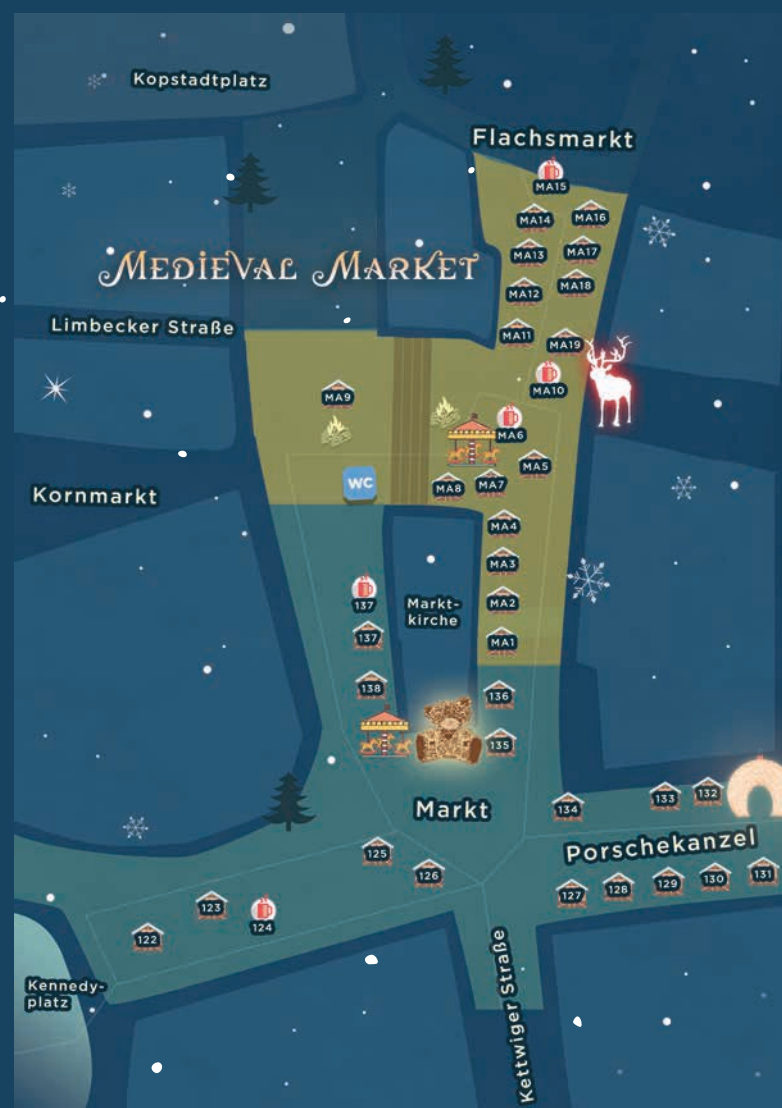 Kopstadtplatz
Flachsmarkt
MA15
MA14
MA16
MA13
MA17
MEDiEVAL MARKET
MA18
MA12
Limbecker Straße
MA11
MA19
MA10
MA9
MA6
MA5
WC
MA8
MA7
Kornmarkt
MA4
MA3
137
MA2
Markt-
kirche
137
MA1
138
136
135
132
133
134
Markt
Porschekanzel
125
126
131
130
129
128
127
123
124
122
Kettwiger Straße
Kennedy-
platz